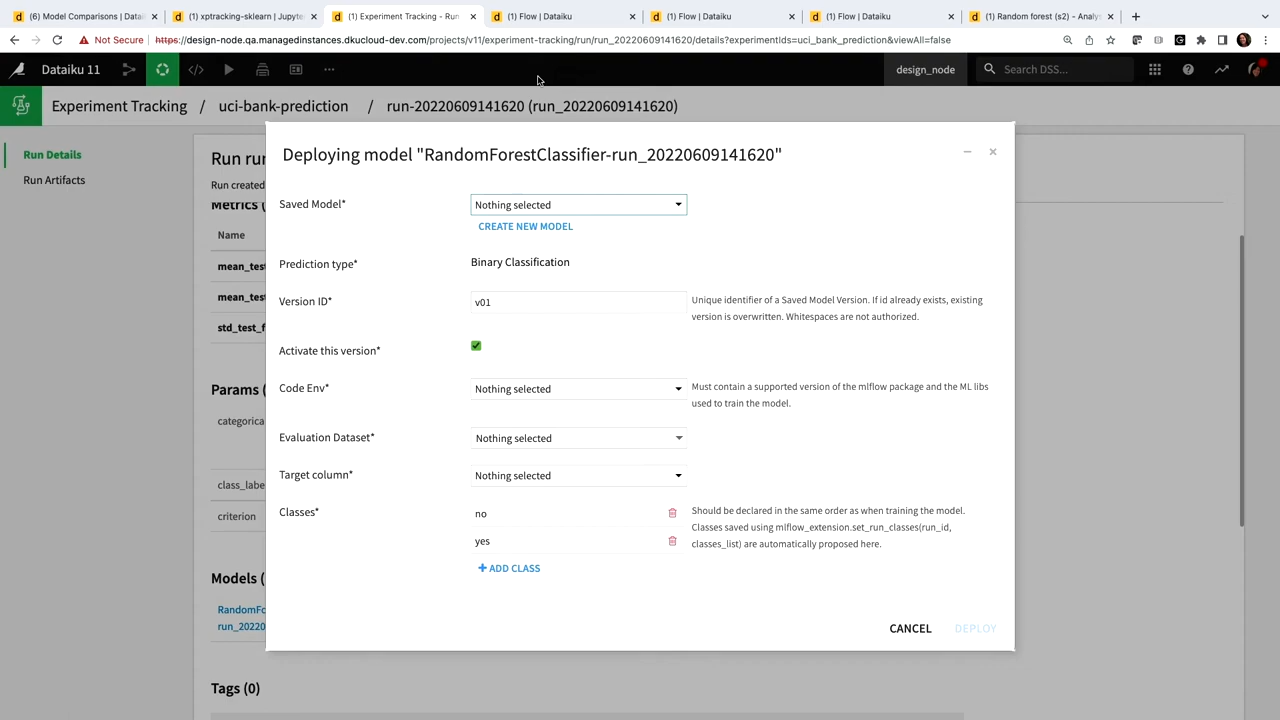 (6) Model Comparisons | Datai
(1) xptracking-sklearn | Jupyte
(1) Experiment Tracking - Run
(1) Flow | Dataiku
(1) Flow | Dataiku
(1) Flow | Dataiku
(1) Random forest (s2) - Analy
Not Secure
https://design-node.qa.managedinstances.dkucloud-dev.com/projects/v11/experiment-tracking/run/run_20220609141620/details?experimentIds=uci_bank_prediction&viewAll=false
Dataiku 11
design_node
Search DSS...
Experiment Tracking / uci-bank-prediction / run-20220609141620 (run_20220609141620)
Run Details
Run Artifacts
Run ru
Run created
Metrics (
Name
mean_test
mean_test
std_test_f
Params (
categorica
class_labe
criterion
Models (
RandomFo
run_20220
Tags (0)
Deploying model "RandomForestClassifier-run_20220609141620"
Saved Model*
Nothing selected
CREATE NEW MODEL
Prediction type*
Binary Classification
Version ID*
v01
Unique identifier of a Saved Model Version. If id already exists, existing
version is overwritten. Whitespaces are not authorized.
Activate this version*
Code Env*
Nothing selected
Must contain a supported version of the mlflow package and the ML libs
used to train the model.
Evaluation Dataset*
Nothing selected
Target column*
Nothing selected
Classes*
no
yes
Should be declared in the same order as when training the model.
Classes saved using mlflow_extension.set_run_classes(run_id,
classes_list) are automatically proposed here.
+ ADD CLASS
CANCEL
DEPLOY